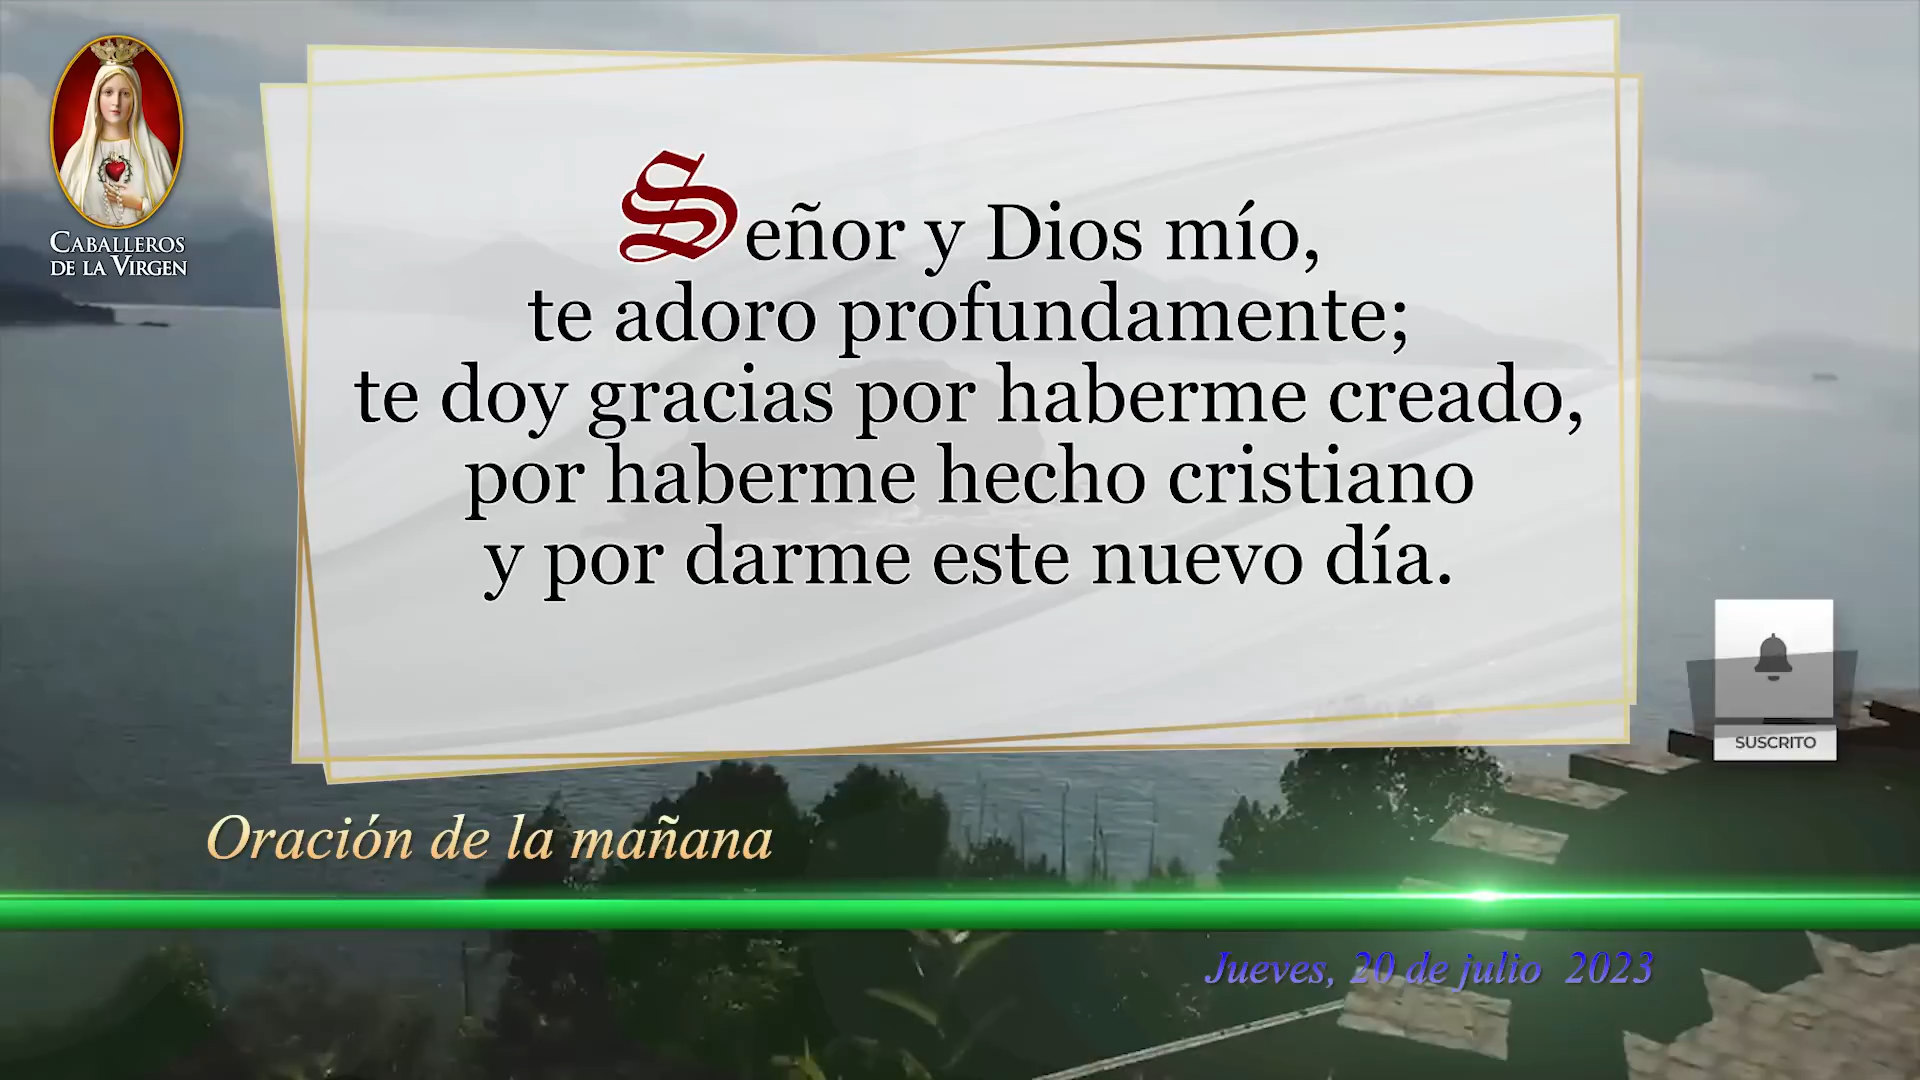 CABALLEROS
DE LA VIRGEN
Señor y Dios mío,
te adoro profundamente;
te doy gracias por haberme creado,
por haberme hecho cristiano
y por darme este nuevo día.
SUSCRITO
Oración de la mañana
Jueves, 20 de julio 2023